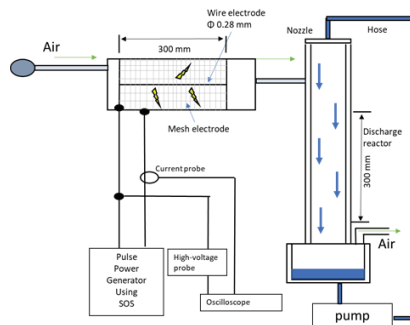 Wire electrode
Φ 0.28 mm
Nozzle
Hose
Air
300 mm
Mesh electrode
Discharge
reactor
300 mm
Current probe
Air
Pulse
Power
Generator
Using
SOS
High-voltage
probe
Oscilloscope
pump